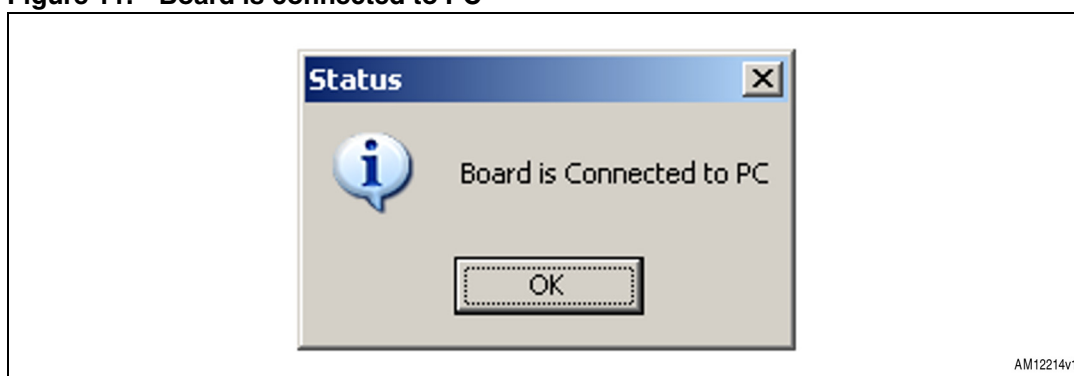 Figure 11. Board is connected to PC
Status
Board is Connected to PC
OK
AM12214v1